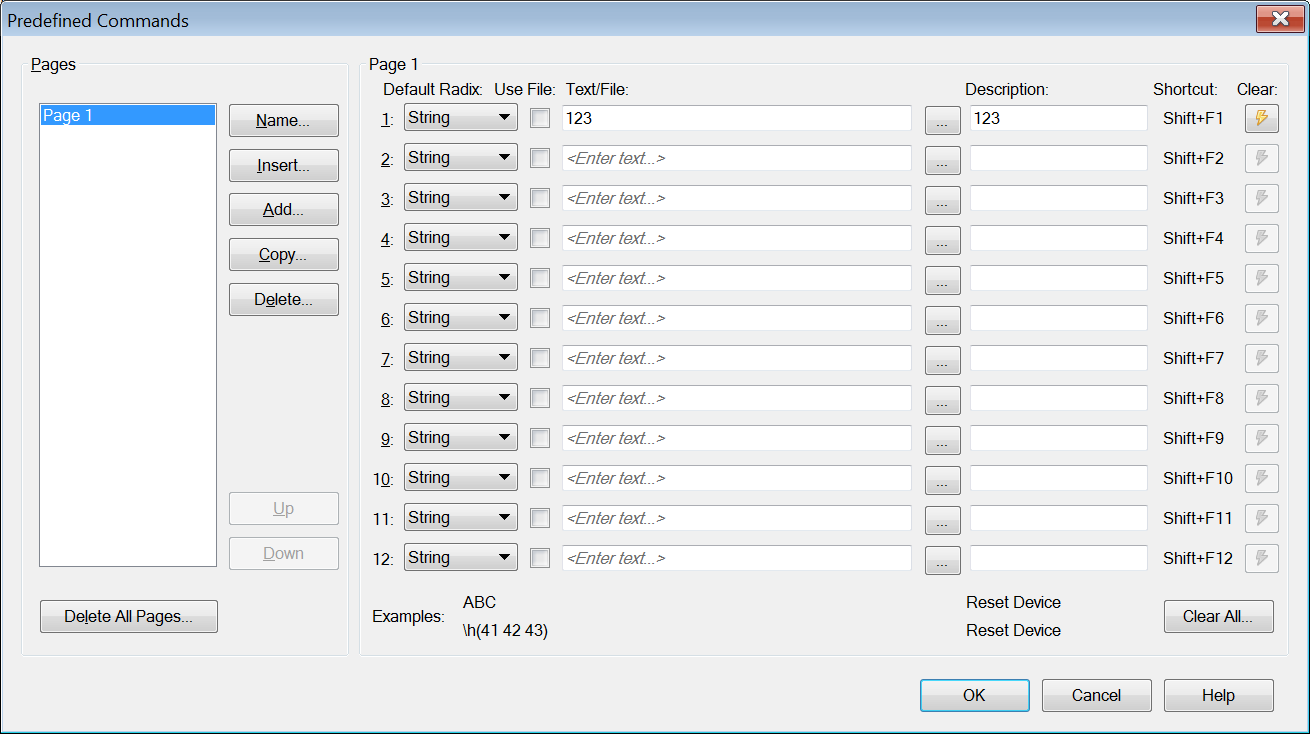 Predefined Commands
Pages
Page 1
Name...
Insert...
Add...
Copy...
Delete...
Up
Down
Delete All Pages...
Page 1
Default Radix: Use File: Text/File: Description: Shortcut: Clear:
1: String 123 ... 123 Shift+F1
2: String <Enter text...> ... Shift+F2
3: String <Enter text...> ... Shift+F3
4: String <Enter text...> ... Shift+F4
5: String <Enter text...> ... Shift+F5
6: String <Enter text...> ... Shift+F6
7: String <Enter text...> ... Shift+F7
8: String <Enter text...> ... Shift+F8
9: String <Enter text...> ... Shift+F9
10: String <Enter text...> ... Shift+F10
11: String <Enter text...> ... Shift+F11
12: String <Enter text...> ... Shift+F12
Examples: ABC Reset Device
\h(41 42 43) Reset Device
Clear All...
OK Cancel Help